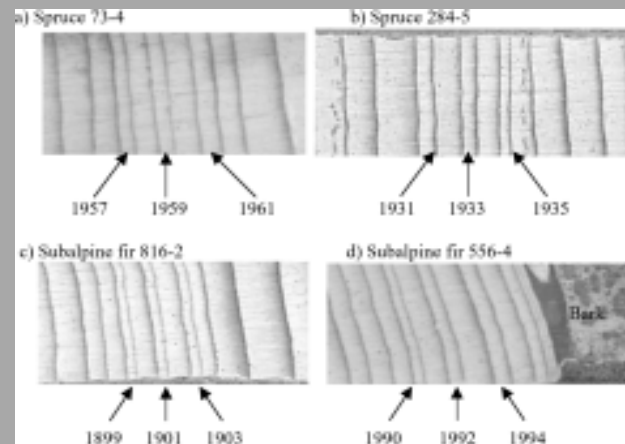 a) Spruce 73-4
b) Spruce 284-5
1957 1959 1961
1931 1933 1935
c) Subalpine fir 816-2
d) Subalpine fir 556-4
Bark
1899 1901 1903
1990 1992 1994